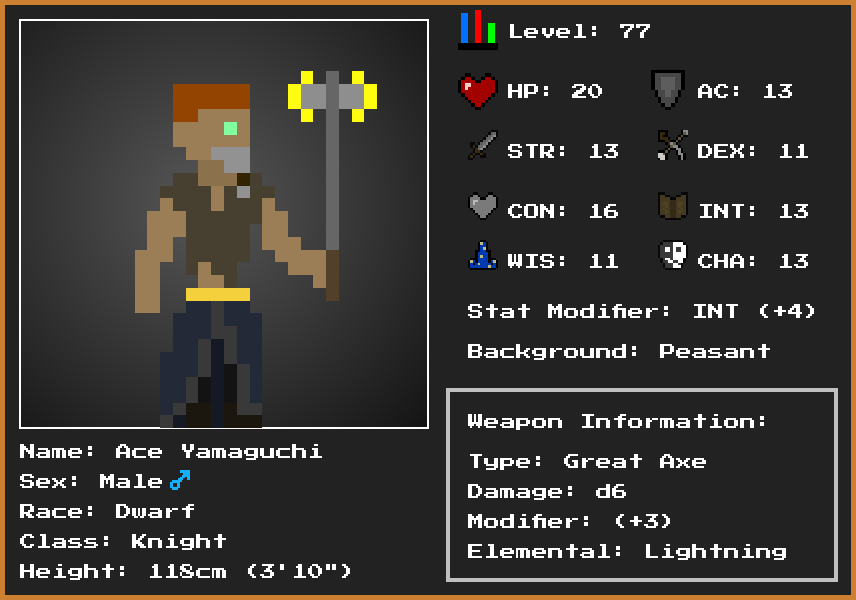 Level: 77
HP: 20
AC: 13
STR: 13
DEX: 11
CON: 16
INT: 13
WIS: 11
CHA: 13
Stat Modifier: INT (+4)
Background: Peasant
Name: Ace Yamaguchi
Sex: Male♂
Race: Dwarf
Class: Knight
Height: 118cm (3'10")
Weapon Information:
Type: Great Axe
Damage: d6
Modifier: (+3)
Elemental: Lightning